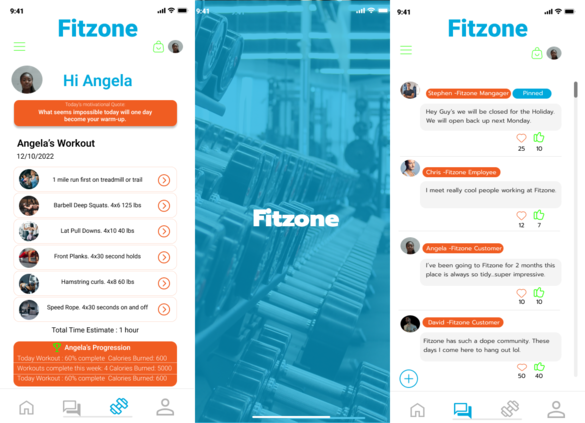 9:41
Fitzone
Hi Angela
Today's motivational Quote
What seems impossible today will one day
become your warm-up.
Angela's Workout
12/10/2022
1 mile run first on treadmill or trail
Barbell Deep Squats. 4x6 125 lbs
Lat Pull Downs. 4x10 40 lbs
Front Planks. 4x30 second holds
Hamstring curls. 4x8 60 lbs
Speed Rope. 4x30 seconds on and off
Total Time Estimate : 1 hour
Angela's Progression
Today Workout : 60% complete Calories Burned: 600
Workouts complete this week: 4 Calories Burned: 5000
Today Workout : 60% complete Calories Burned: 600
9:41
Fitzone
9:41
Fitzone
Stephen -Fitzone Mangager
Pinned
Hey Guy's we will be closed for the Holiday.
We will open back up next Monday.
25 10
Chris -Fitzone Employee
I meet really cool people working at Fitzone.
12 7
Angela -Fitzone Customer
I've been going to Fitzone for 2 months this
place is always so tidy..super impressive.
10 10
David -Fitzone Customer
Fitzone has such a dope community. These
days I come here to hang out lol.
50 40